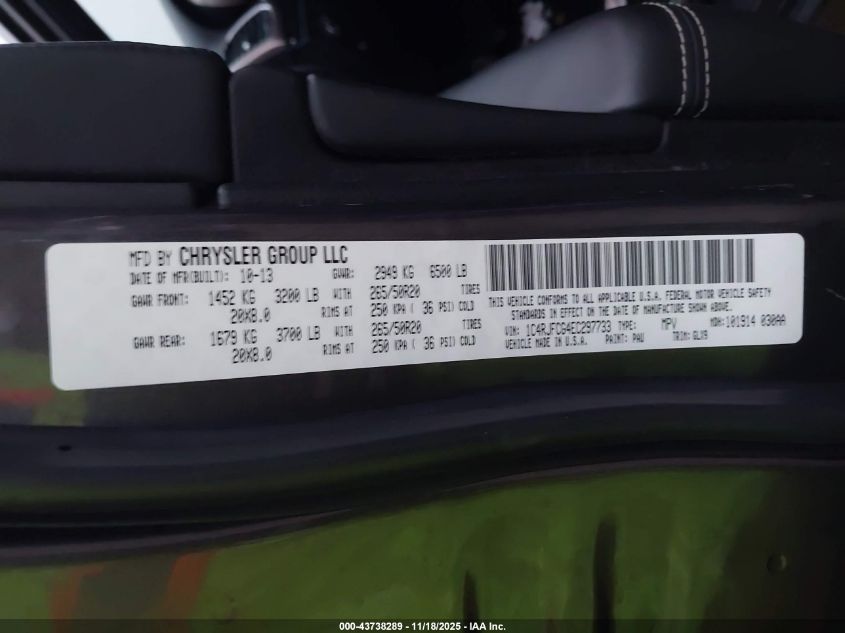 MFD BY CHRYSLER GROUP LLC
DATE OF MFR(BUILT): 10-13 GVWR: 2949 KG 6500 LB
GAWR FRONT: 1452 KG 3200 LB WITH 265/50R20 TIRES
20X8.0 RIMS AT 250 KPA ( 36 PSI) COLD
GAWR REAR: 1679 KG 3700 LB WITH 265/50R20 TIRES
20X8.0 RIMS AT 250 KPA ( 36 PSI) COLD
THIS VEHICLE CONFORMS TO ALL APPLICABLE U.S.A. FEDERAL MOTOR VEHICLE SAFETY
STANDARDS IN EFFECT ON THE DATE OF MANUFACTURE SHOWN ABOVE.
VIN: 1C4RJFCG4EC297733 TYPE: MPV MDH:101914 030AA
VEHICLE MADE IN U.S.A. PAINT: PAU TRIM: GLX9
000-43738289 - 11/18/2025 - IAA Inc.